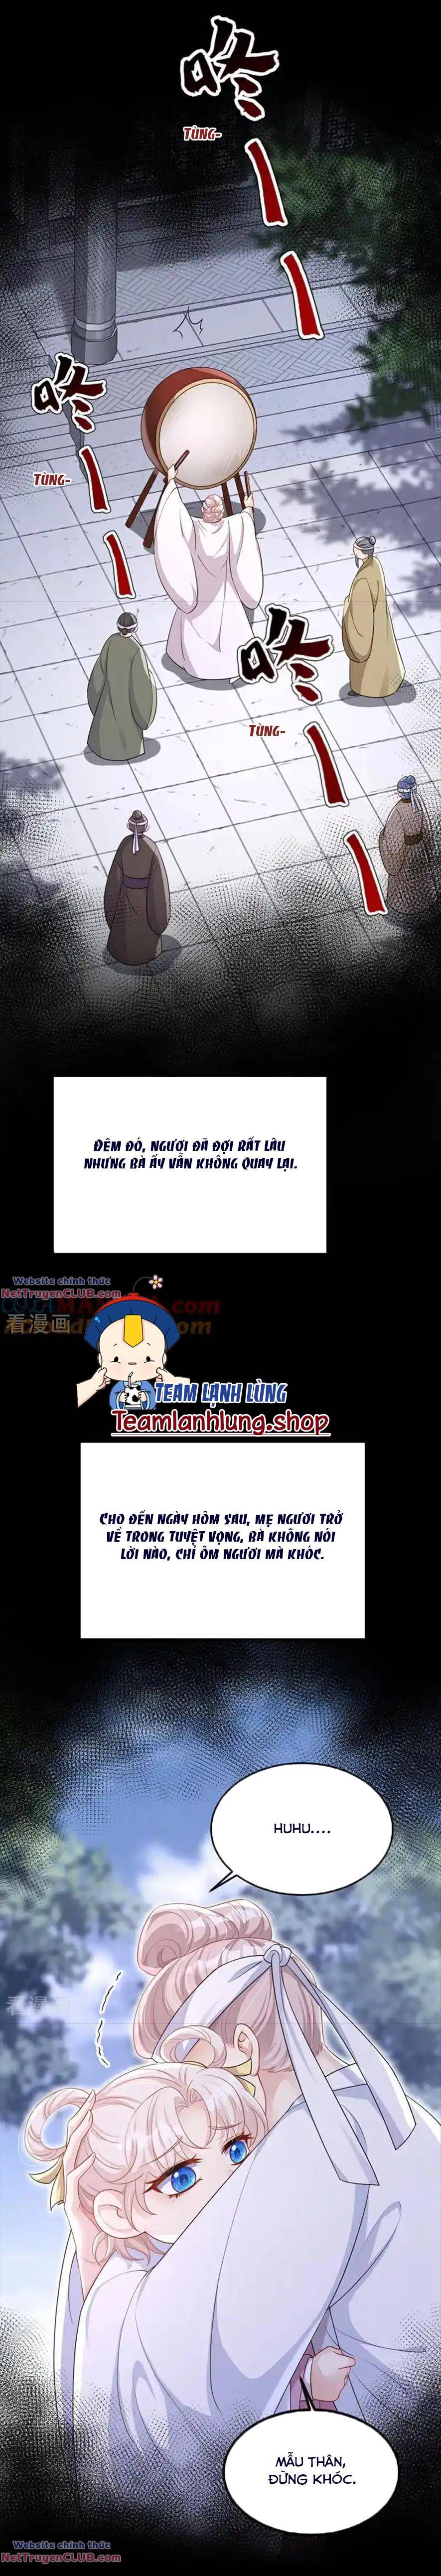 咚
TÙNG-
咚
TÙNG-
咚
TÙNG-
ĐÊM ĐÓ, NGƯƠI ĐÃ ĐỢI RẤT LÂU
NHƯNG BÀ ẤY VẪN KHÔNG QUAY LẠI.
Website chính thức
NetTruyenCLUB.com
看漫画
TEAM LẠNH LÙNG
Teamlanhlung.shop
CHO ĐẾN NGÀY HÔM SAU, MẸ NGƯƠI TRỞ
VỀ TRONG TUYỆT VỌNG, BÀ KHÔNG NÓI
LỜI NÀO, CHỈ ÔM NGƯƠI MÀ KHÓC.
HUHU....
看漫画
MẪU THÂN,
ĐỪNG KHÓC.
Website chính thức
NetTruyenCLUB.com